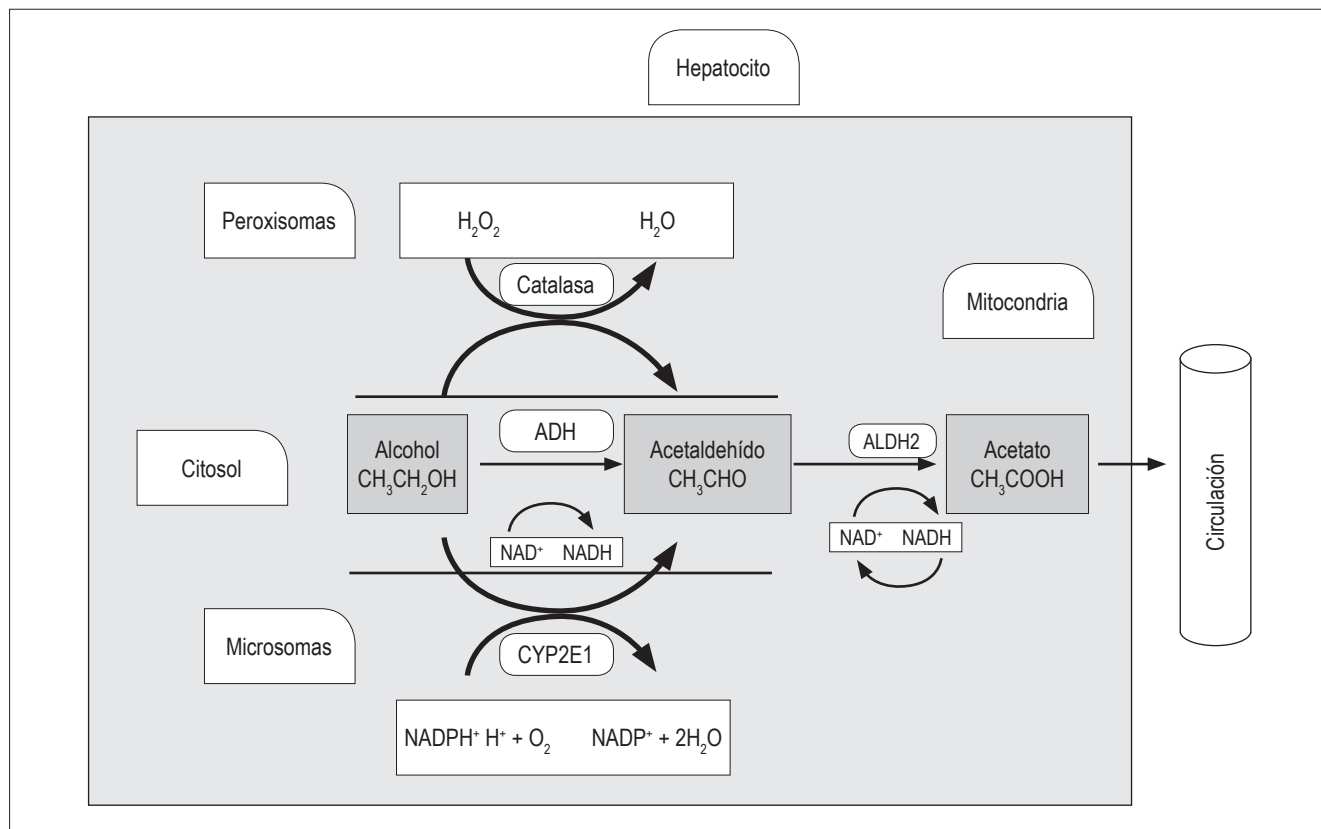 Hepatocito
Peroxisomas
H₂O₂ H₂O
Catalasa
Mitocondria
Citosol
Alcohol
CH₃CH₂OH
ADH
Acetaldehído
CH₃CHO
ALDH2
Acetato
CH₃COOH
Circulación
NAD⁺ NADH
NAD⁺ NADH
Microsomas
CYP2E1
NADPH⁺ H⁺ + O₂ NADP⁺ + 2H₂O